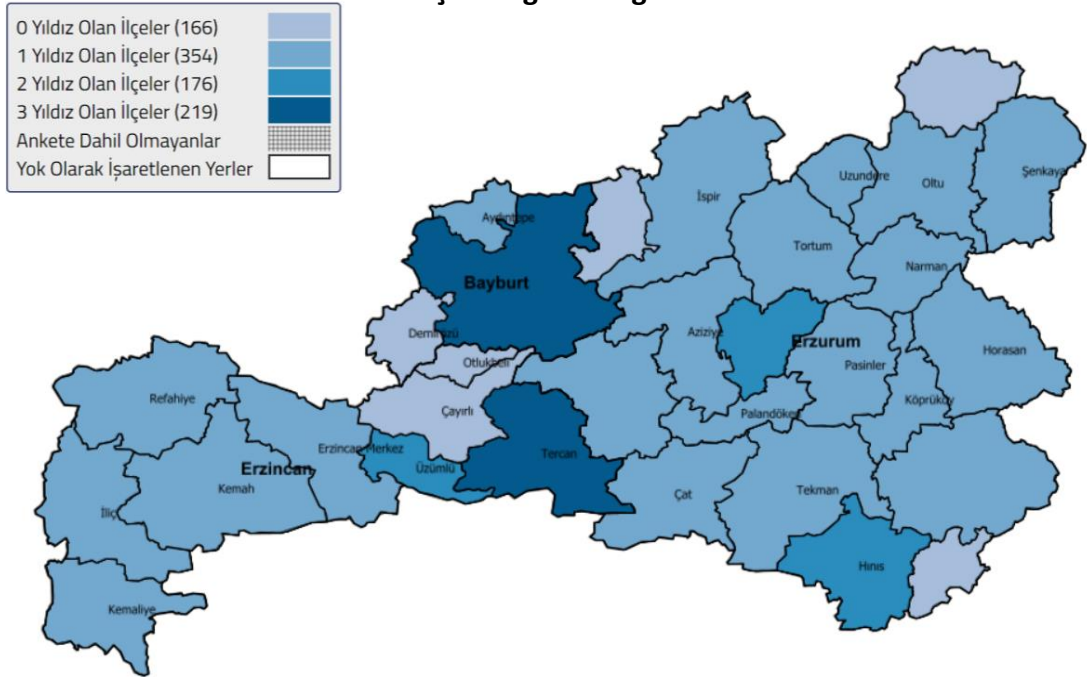 0 Yıldız Olan İlçeler (166)
1 Yıldız Olan İlçeler (354)
2 Yıldız Olan İlçeler (176)
3 Yıldız Olan İlçeler (219)
Ankete Dahil Olmayanlar
Yok Olarak İşaretlenen Yerler
Şenkaya
Uzundere
Oltu
İspir
Aydıntepe
Tortum
Narman
Bayburt
Demirözü
Aziziye
Erzurum
Horasan
Otlukbeli
Pasinler
Refahiye
Köprüköy
Çayırlı
Palandöken
Erzincan Merkez
Tercan
Erzincan
Üzümlü
Kemah
Çat
Tekman
İliç
Hınıs
Kemaliye